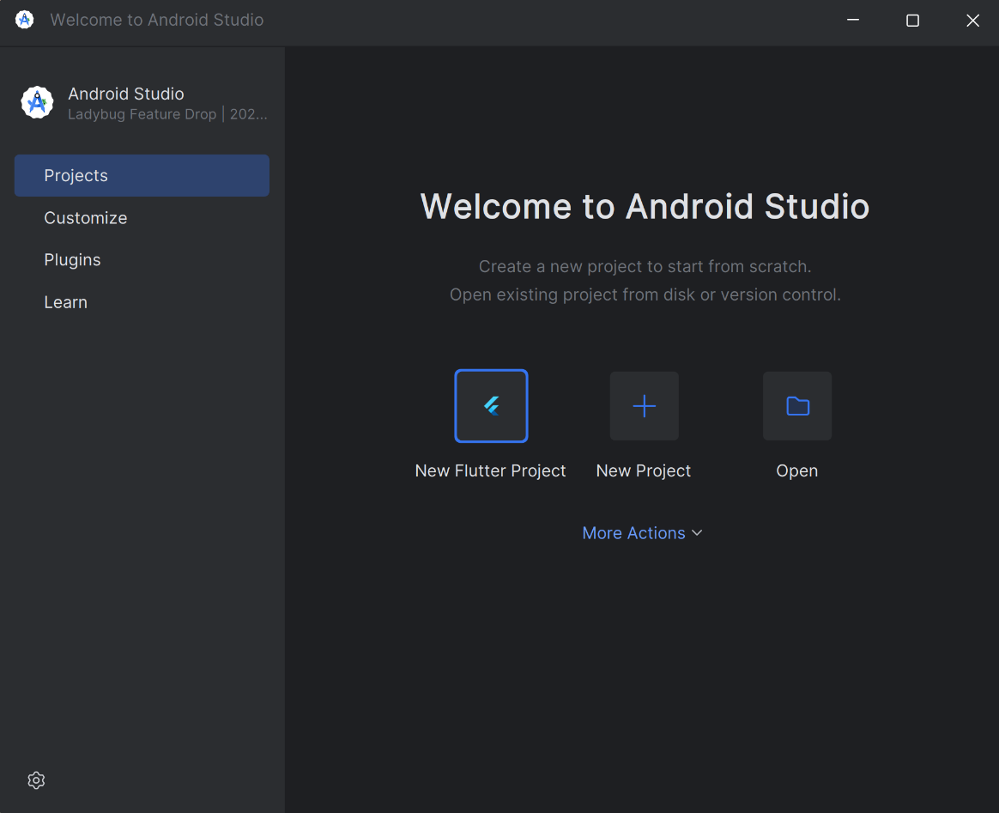 Welcome to Android Studio
Android Studio
Ladybug Feature Drop | 202...
Projects
Customize
Plugins
Learn
Welcome to Android Studio
Create a new project to start from scratch.
Open existing project from disk or version control.
New Flutter Project
New Project
Open
More Actions